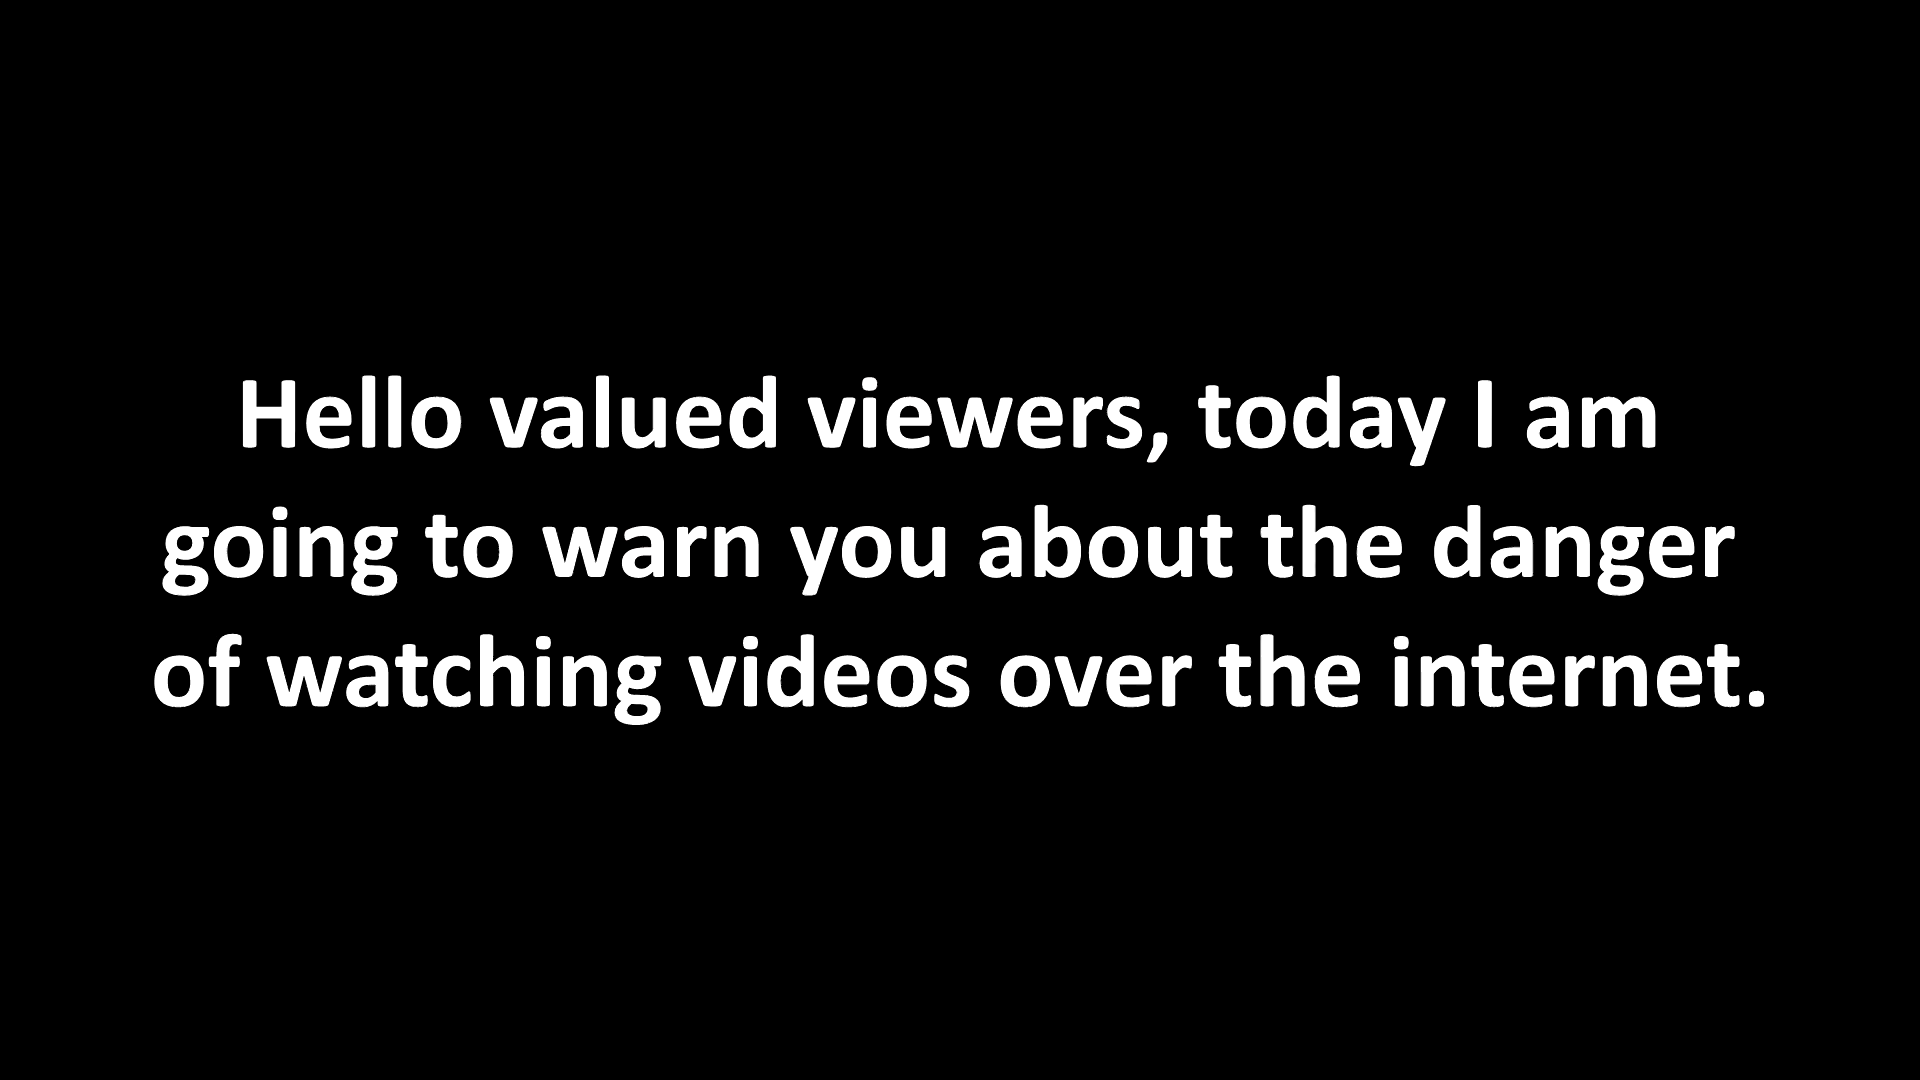 Hello valued viewers, today I am
going to warn you about the danger
of watching videos over the internet.